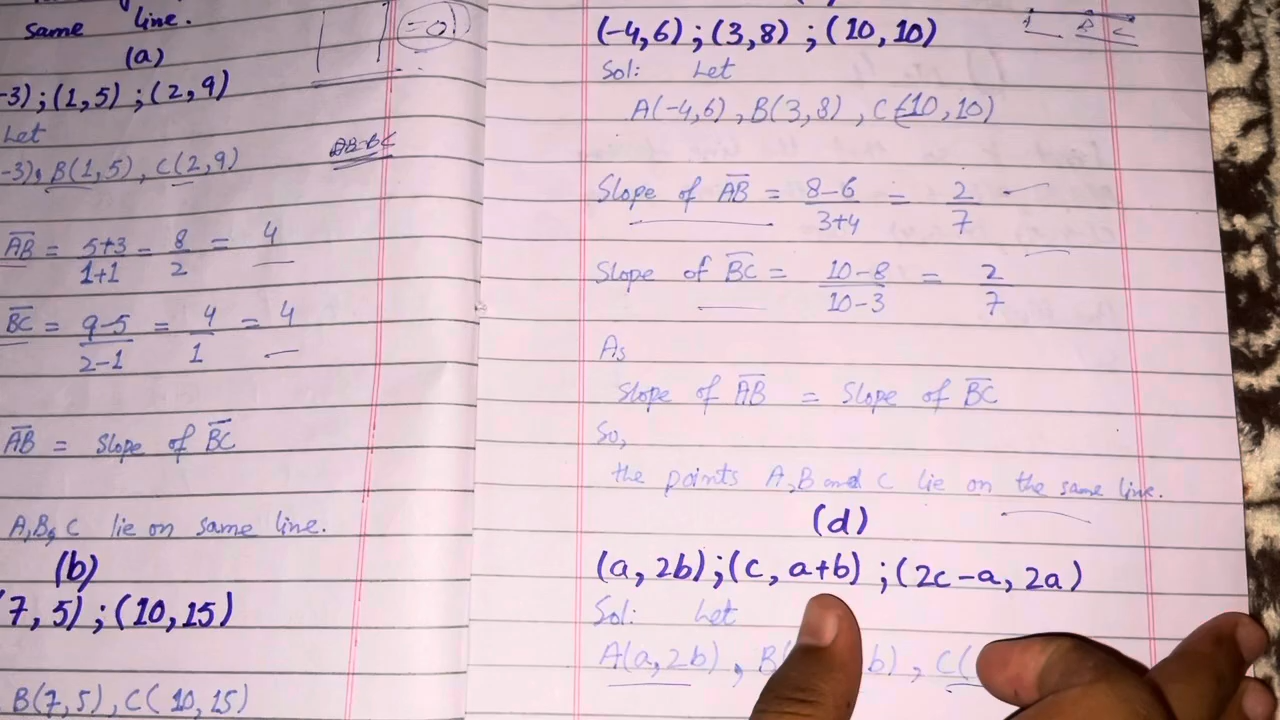 same line.
= 0
(a)
-3) ; (1,5) ; (2,9)
Let
-3), B(1,5) , C(2,9)
AB = 5+3/1+1 = 8/2 = 4
BC = 9-5/2-1 = 4/1 = 4
AB = Slope of BC
A,B, C lie on same line.
(b)
7, 5) ; (10, 15)
B(7,5) , C( 10,15)
(-4,6) ; (3,8) ; (10, 10)
Sol: Let
A(-4,6) , B(3,8) , C(10,10)
Slope of AB = 8-6/3+4 = 2/7
Slope of BC = 10-8/10-3 = 2/7
As
Slope of AB = Slope of BC
So,
the points A,B and C lie on the same line.
(d)
(a, 2b) ; (c, a+b) ; (2c-a, 2a)
Sol: Let
A(a, 2b) , B( b) , C(